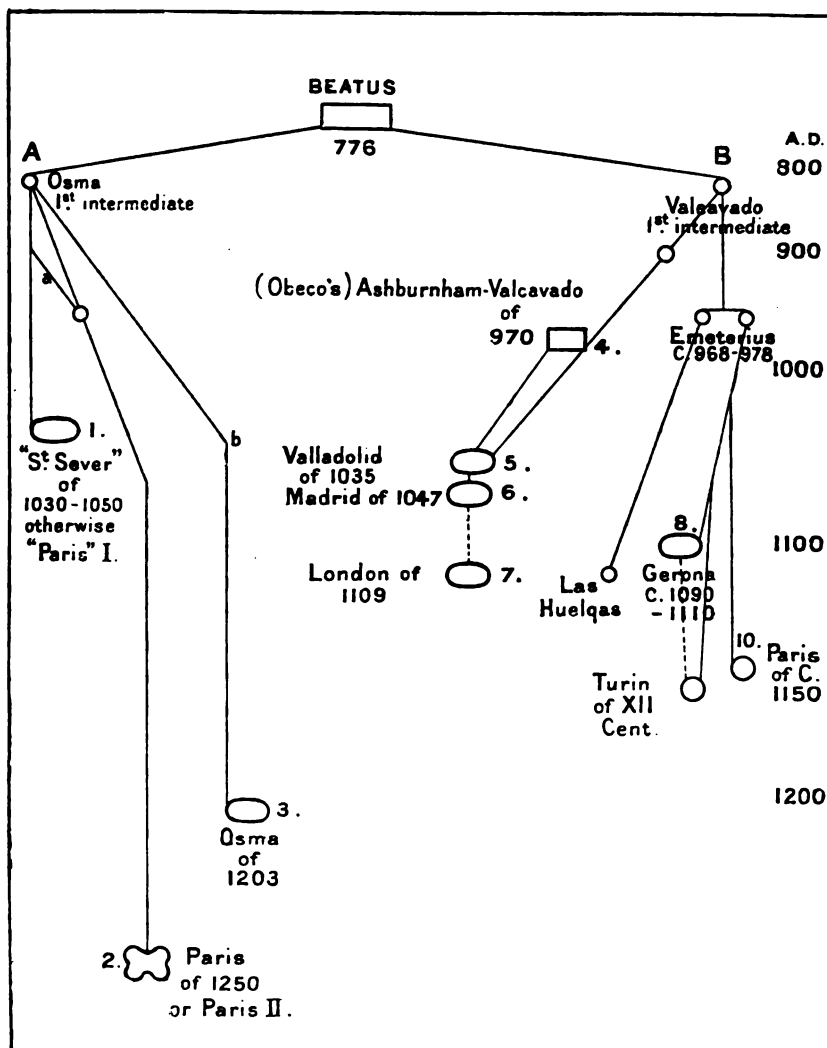 BEATUS
776
A.D.
800
900
1000
1100
1150
1200
A
Osma
1st intermediate
a
b
1.
"St Sever"
of
1030-1050
otherwise
"Paris" I.
2.
Paris
of 1250
or Paris II.
3.
Osma
of
1203
B
Valcavado
1st. intermediate
(Obeco's) Ashburnham-Valcavado
of
970
4.
Valladolid
of 1035
5.
Madrid of 1047
6.
London of
1109
7.
Emeterius
C. 968-978
Las
Huelgas
8.
Gerona
C. 1090
- 1110
Turin
of XII
Cent.
10.
Paris
of C.